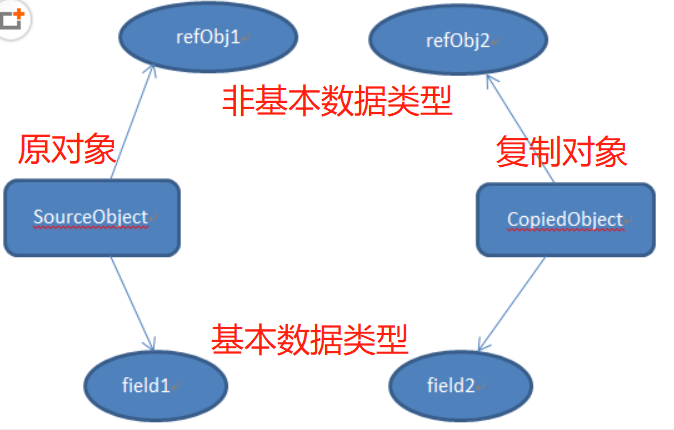 refObj1
refObj2
非基本数据类型
原对象
复制对象
SourceObject
CopiedObject
基本数据类型
field1
field2